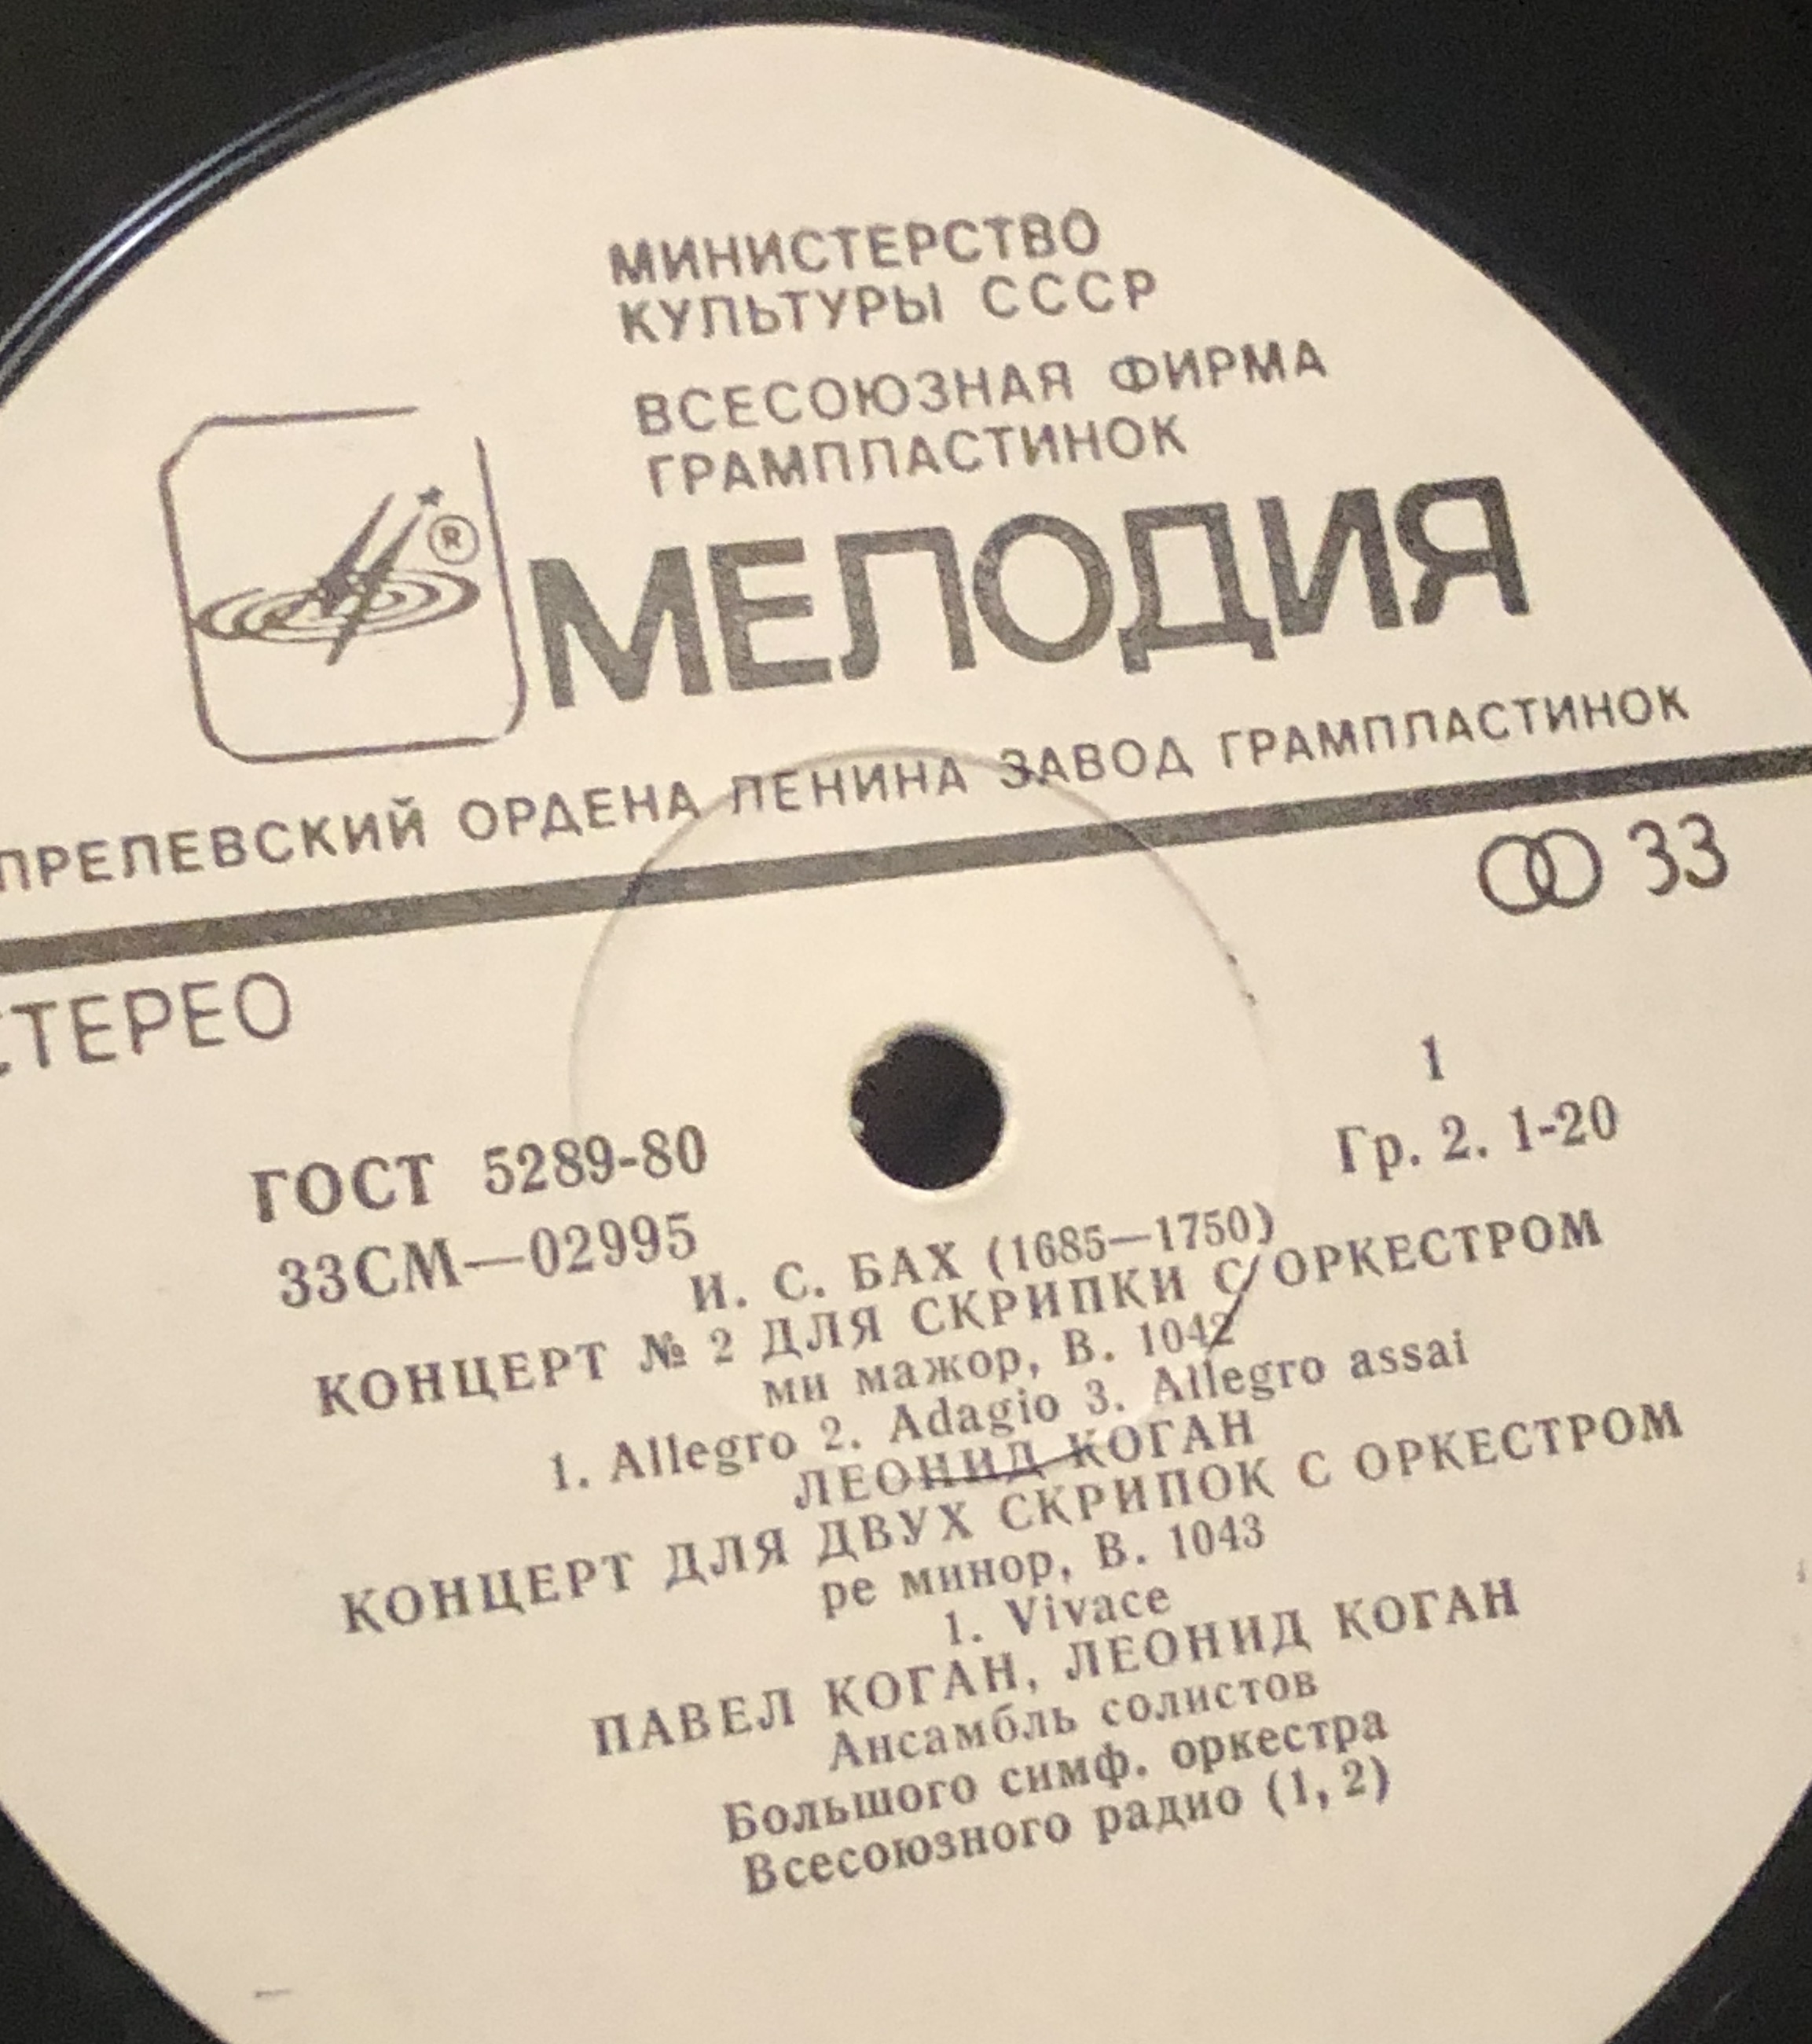 МИНИСТЕРСТВО
КУЛЬТУРЫ СССР
ВСЕСОЮЗНАЯ ФИРМА
ГРАМПЛАСТИНОК
®
МЕЛОДИЯ
ПРЕЛЕВСКИЙ ОРДЕНА ЛЕНИНА ЗАВОД ГРАМПЛАСТИНОК
33
СТЕРЕО
1
ГОСТ 5289-80
Гр. 2. 1-20
33СМ—02995
И. С. БАХ (1685—1750)
КОНЦЕРТ № 2 ДЛЯ СКРИПКИ С ОРКЕСТРОМ
ми мажор, В. 1042
1. Allegro 2. Adagio 3. Allegro assai
ЛЕОНИД КОГАН
КОНЦЕРТ ДЛЯ ДВУХ СКРИПОК С ОРКЕСТРОМ
ре минор, В. 1043
1. Vivace
ПАВЕЛ КОГАН, ЛЕОНИД КОГАН
Ансамбль солистов
Большого симф. оркестра
Всесоюзного радио (1, 2)